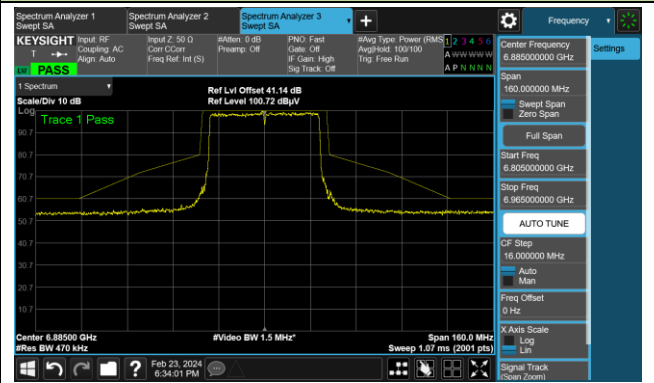 Spectrum Analyzer 1
Swept SA
Spectrum Analyzer 2
Swept SA
Spectrum Analyzer 3
Swept SA
Frequency
KEYSIGHT
Input: RF
Coupling: AC
Align: Auto
Input Z: 50 Ω
Corr CCorr
Freq Ref: Int (S)
#Atten: 0 dB
Preamp: Off
PNO: Fast
Gate: Off
IF Gain: High
Sig Track: Off
#Avg Type: Power (RMS
Avg|Hold: 100/100
Trig: Free Run
1 2 3 4 5 6
A W W W W W
A P N N N N
PASS
Center Frequency
6.885000000 GHz
Settings
Span
160.000000 MHz
Swept Span
Zero Span
Full Span
Start Freq
6.805000000 GHz
Stop Freq
6.965000000 GHz
AUTO TUNE
CF Step
16.000000 MHz
Auto
Man
Freq Offset
0 Hz
X Axis Scale
Log
Lin
Signal Track
(Span Zoom)
1 Spectrum
Scale/Div 10 dB
Ref Lvl Offset 41.14 dB
Ref Level 100.72 dBµV
Log
Trace 1 Pass
90.7
80.7
70.7
60.7
50.7
40.7
30.7
20.7
10.7
Center 6.88500 GHz
#Video BW 1.5 MHz*
Span 160.0 MHz
#Res BW 470 kHz
Sweep 1.07 ms (2001 pts)
Feb 23, 2024
6:34:01 PM